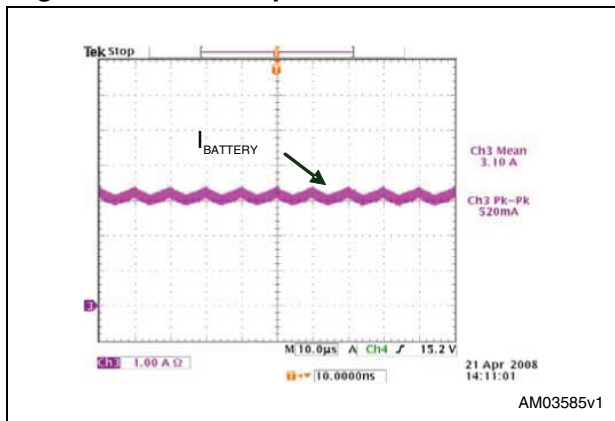 Tek Stop
T
T
IBATTERY
Ch3 Mean
3.10 A
Ch3 Pk-Pk
520mA
3
M 10.0µs A Ch4 ƒ 15.2 V
Ch3 1.00 A Ω
21 Apr 2008
14:11:01
T 10.0000ns
AM03585v1